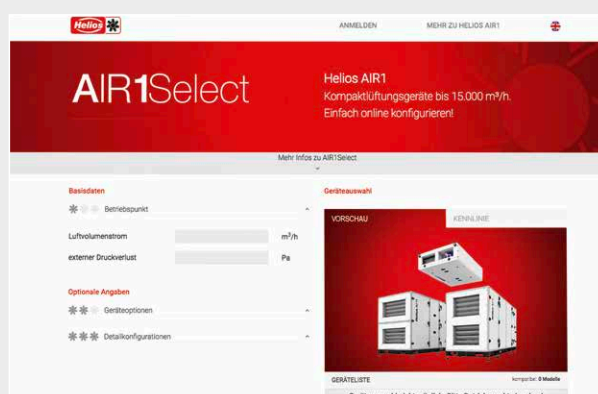 Helios
ANMELDEN
MEHR ZU HELIOS AIR1
AIR1Select
Helios AIR1
Kompaktlüftungsgeräte bis 15.000 m³/h.
Einfach online konfigurieren!
Mehr Infos zu AIR1Select
Basisdaten
Betriebspunkt
Luftvolumenstrom m³/h
externer Druckverlust Pa
Optionale Angaben
Geräteoptionen
Detailkonfigurationen
Geräteauswahl
VORSCHAU KENNLINIE
GERÄTELISTE kompatibel: 0 Modelle